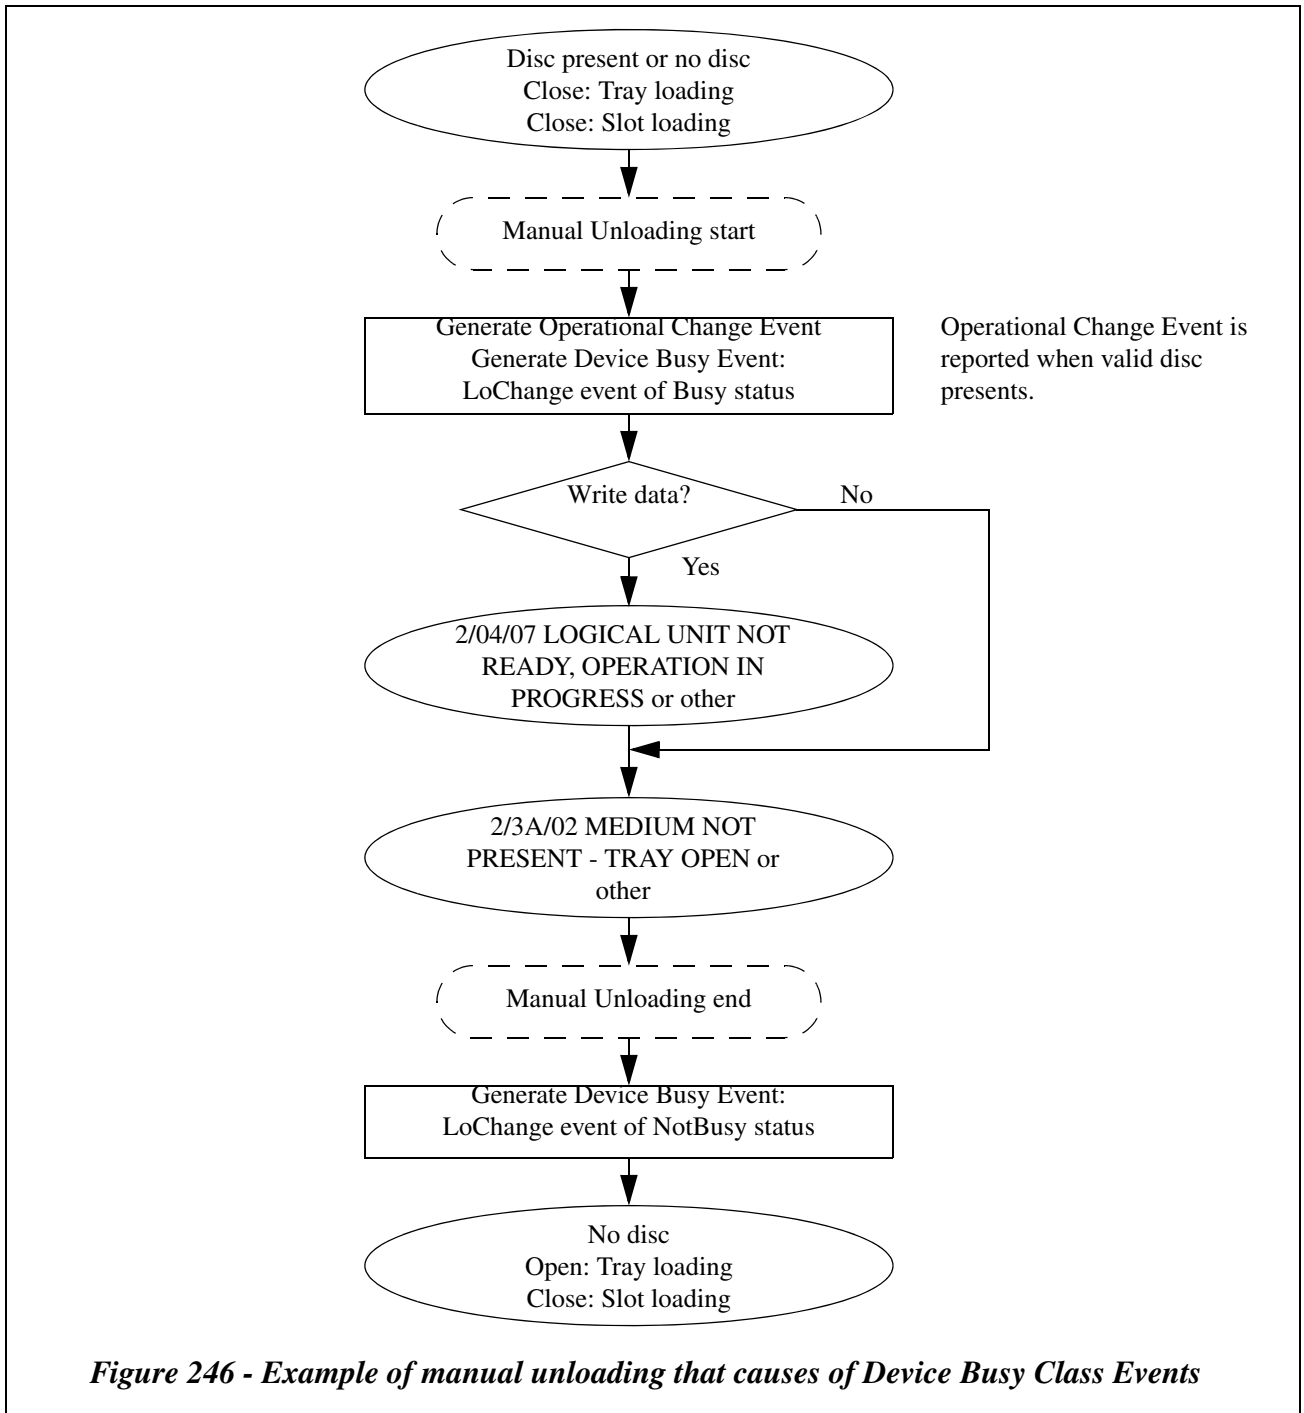 Disc present or no disc
Close: Tray loading
Close: Slot loading
Manual Unloading start
Generate Operational Change Event
Generate Device Busy Event:
LoChange event of Busy status
Operational Change Event is
reported when valid disc
presents.
Write data?
No
Yes
2/04/07 LOGICAL UNIT NOT
READY, OPERATION IN
PROGRESS or other
2/3A/02 MEDIUM NOT
PRESENT - TRAY OPEN or
other
Manual Unloading end
Generate Device Busy Event:
LoChange event of NotBusy status
No disc
Open: Tray loading
Close: Slot loading
Figure 246 - Example of manual unloading that causes of Device Busy Class Events